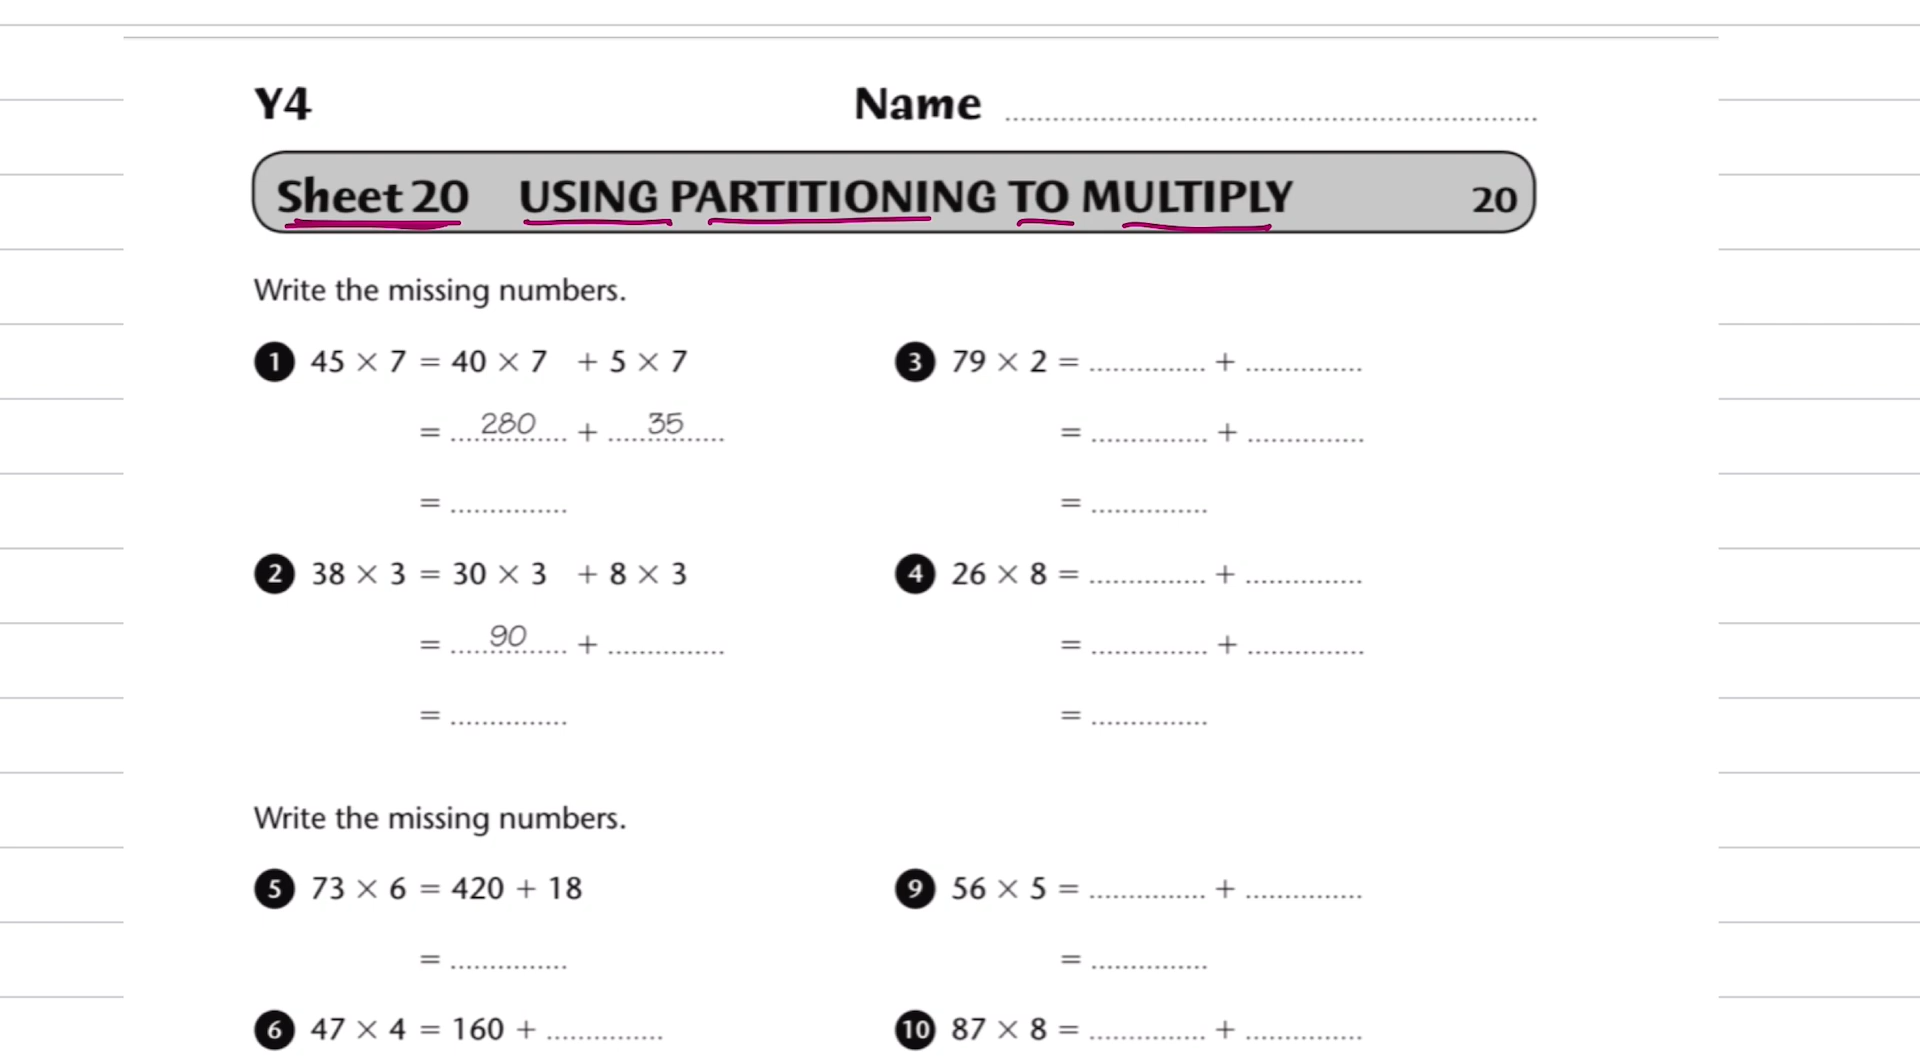 Y4
Name ..............................
Sheet 20 USING PARTITIONING TO MULTIPLY 20
Write the missing numbers.
1 45 × 7 = 40 × 7 + 5 × 7
= 280 + 35
= ...............
2 38 × 3 = 30 × 3 + 8 × 3
= 90 + ...............
= ...............
3 79 × 2 = ............... + ...............
= ............... + ...............
= ...............
4 26 × 8 = ............... + ...............
= ............... + ...............
= ...............
Write the missing numbers.
5 73 × 6 = 420 + 18
= ...............
6 47 × 4 = 160 + ...............
9 56 × 5 = ............... + ...............
= ...............
10 87 × 8 = ............... + ...............